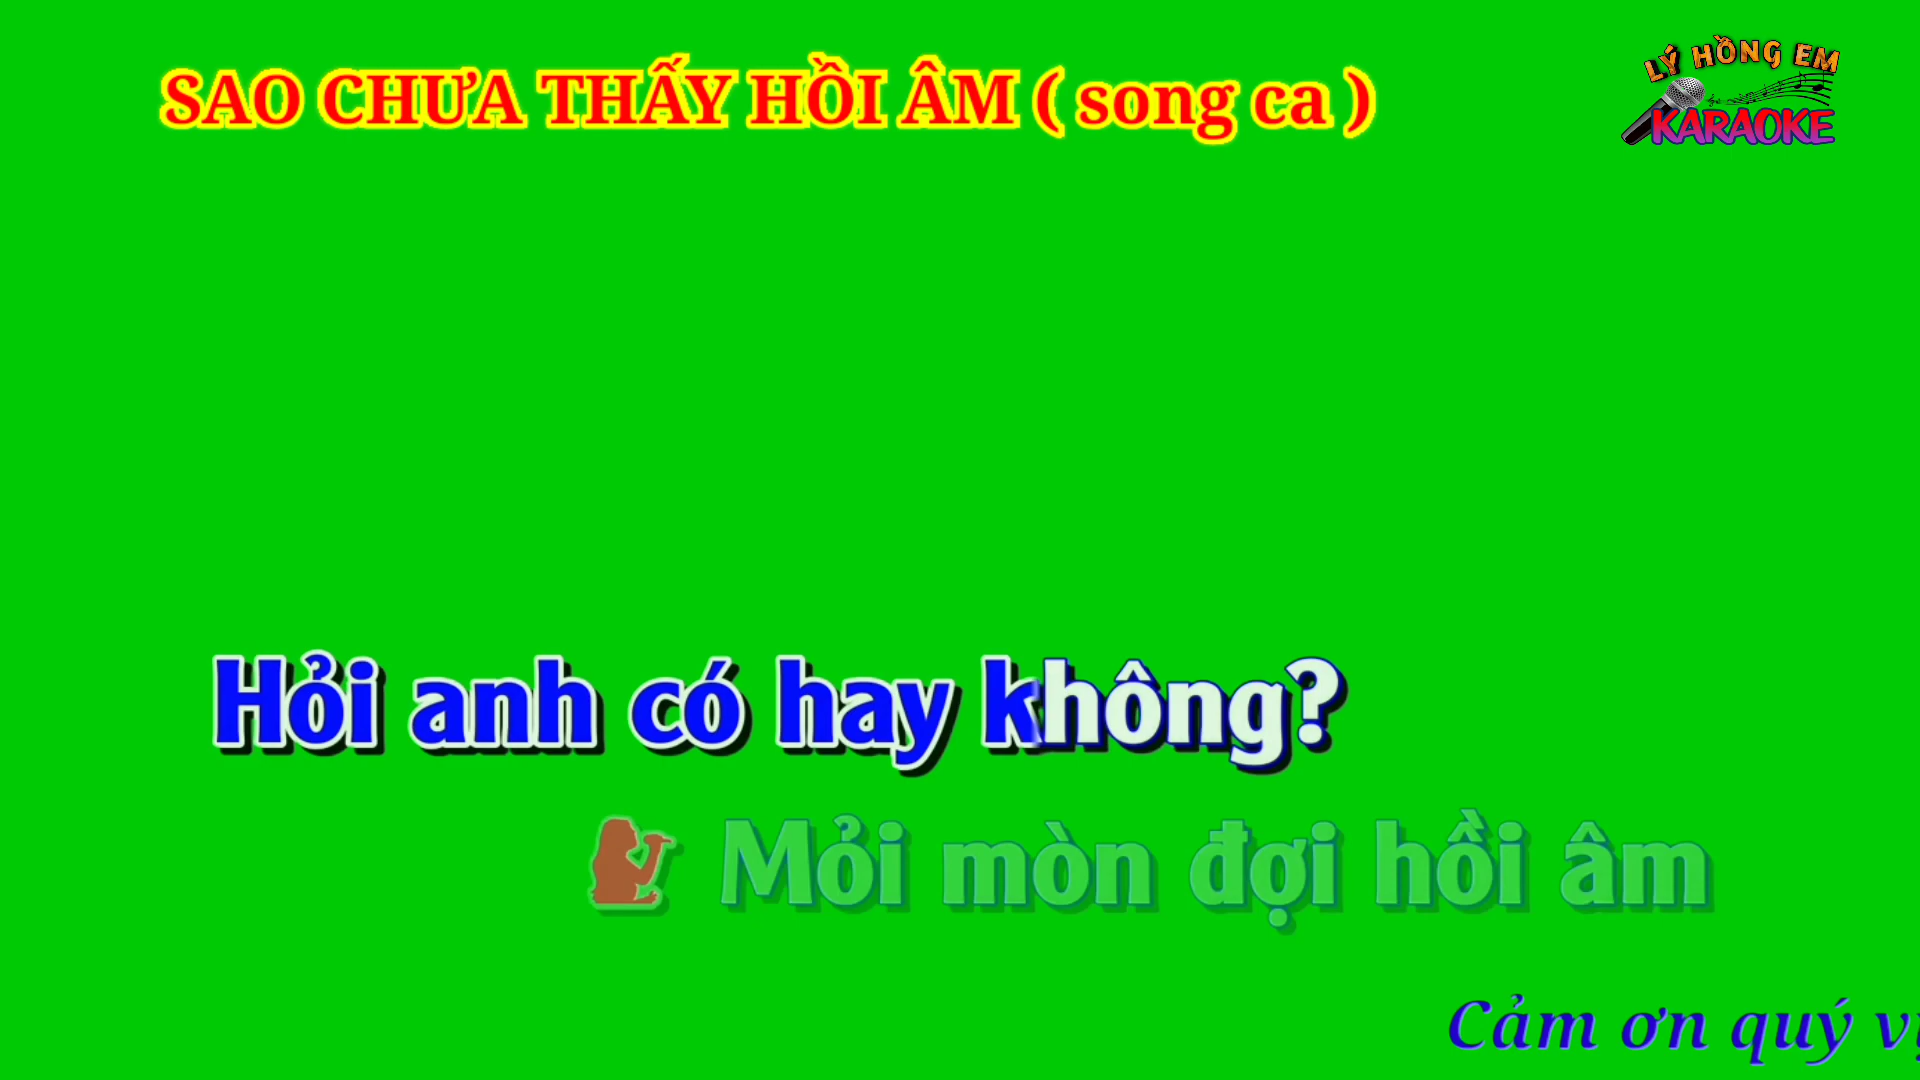 SAO CHƯA THẤY HỒI ÂM ( song ca )
LÝ HỒNG EM
KARAOKE
Hỏi anh có hay không?
Mỏi mòn đợi hồi âm
Cảm ơn quý vị